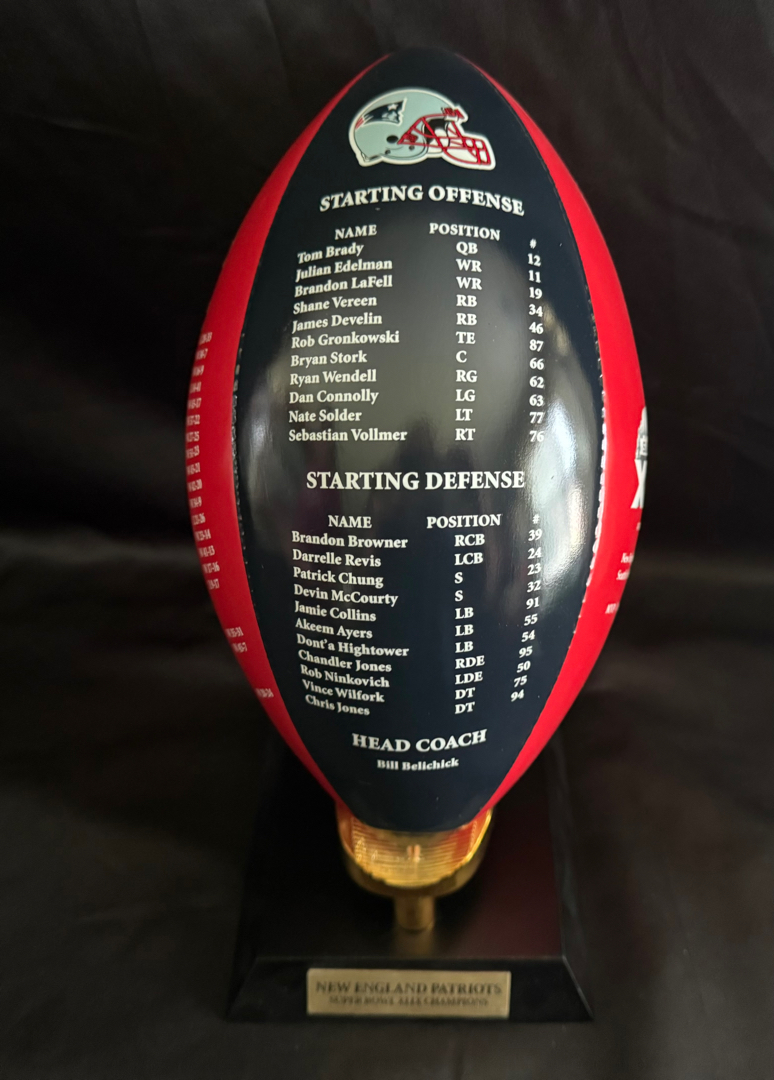 STARTING OFFENSE
NAME POSITION #
Tom Brady QB 12
Julian Edelman WR 11
Brandon LaFell WR 19
Shane Vereen RB 34
James Develin RB 46
Rob Gronkowski TE 87
Bryan Stork C 66
Ryan Wendell RG 62
Dan Connolly LG 63
Nate Solder LT 77
Sebastian Vollmer RT 76
STARTING DEFENSE
NAME POSITION #
Brandon Browner RCB 39
Darrelle Revis LCB 24
Patrick Chung S 23
Devin McCourty S 32
Jamie Collins LB 91
Akeem Ayers LB 55
Dont'a Hightower LB 54
Chandler Jones RDE 95
Rob Ninkovich LDE 50
Vince Wilfork DT 75
Chris Jones DT 94
HEAD COACH
Bill Belichick
NEW ENGLAND PATRIOTS
SUPER BOWL XLIX CHAMPIONS